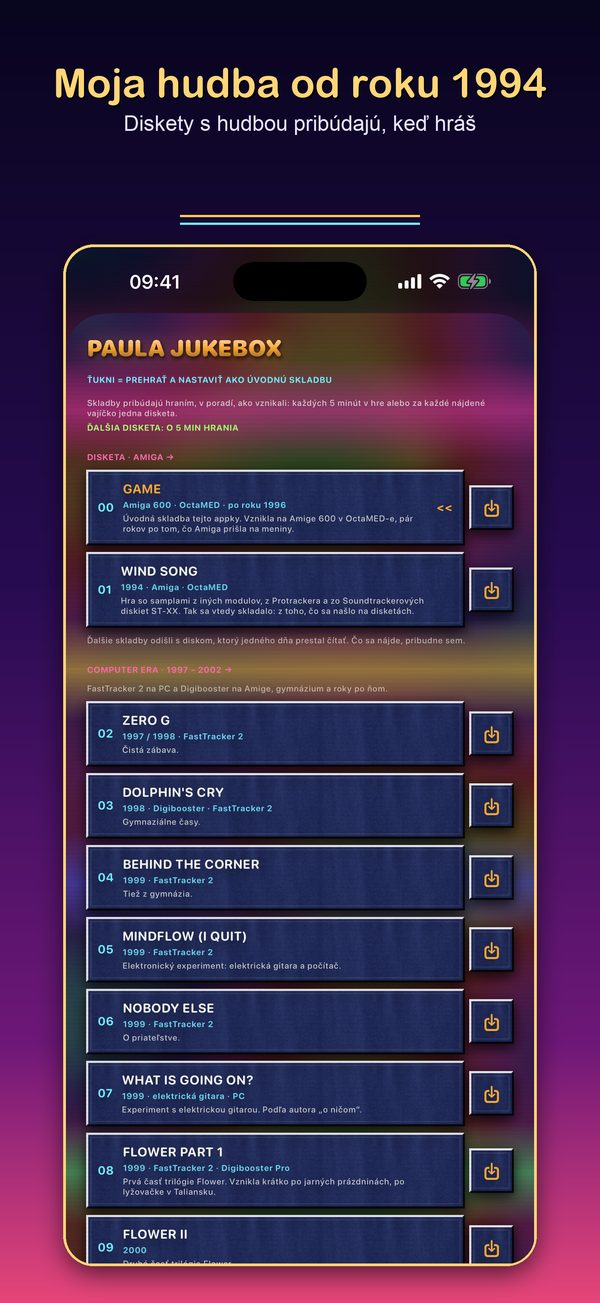 Moja hudba od roku 1994
Diskety s hudbou pribúdajú, keď hráš
09:41
PAULA JUKEBOX
ŤUKNI = PREHRAŤ A NASTAVIŤ AKO ÚVODNÚ SKLADBU
Skladby pribúdajú hraním, v poradí, ako vznikali: každých 5 minút v hre alebo za každé nájdené
vajíčko jedna disketa.
ĎALŠIA DISKETA: O 5 MIN HRANIA
DISKETA · AMIGA →
00
GAME
Amiga 600 · OctaMED · po roku 1996
Úvodná skladba tejto appky. Vznikla na Amige 600 v OctaMED-e, pár
rokov po tom, čo Amiga prišla na meniny.
<<
01
WIND SONG
1994 · Amiga · OctaMED
Hra so samplami z iných modulov, z Protrackera a zo Soundtrackerových
diskiet ST-XX. Tak sa vtedy skladalo: z toho, čo sa našlo na disketách.
Ďalšie skladby odišli s diskom, ktorý jedného dňa prestal čítať. Čo sa nájde, pribudne sem.
COMPUTER ERA · 1997 – 2002 →
FastTracker 2 na PC a Digibooster na Amige, gymnázium a roky po ňom.
02
ZERO G
1997 / 1998 · FastTracker 2
Čistá zábava.
03
DOLPHIN'S CRY
1998 · Digibooster · FastTracker 2
Gymnaziálne časy.
04
BEHIND THE CORNER
1999 · FastTracker 2
Tiež z gymnázia.
05
MINDFLOW (I QUIT)
1999 · FastTracker 2
Elektronický experiment: elektrická gitara a počítač.
06
NOBODY ELSE
1999 · FastTracker 2
O priateľstve.
07
WHAT IS GOING ON?
1999 · elektrická gitara · PC
Experiment s elektrickou gitarou. Podľa autora „o ničom“.
08
FLOWER PART 1
1999 · FastTracker 2 · Digibooster Pro
Prvá časť trilógie Flower. Vznikla krátko po jarných prázdninách, po
lyžovačke v Taliansku.
09
FLOWER II
2000
Druhá časť trilógie Flower.